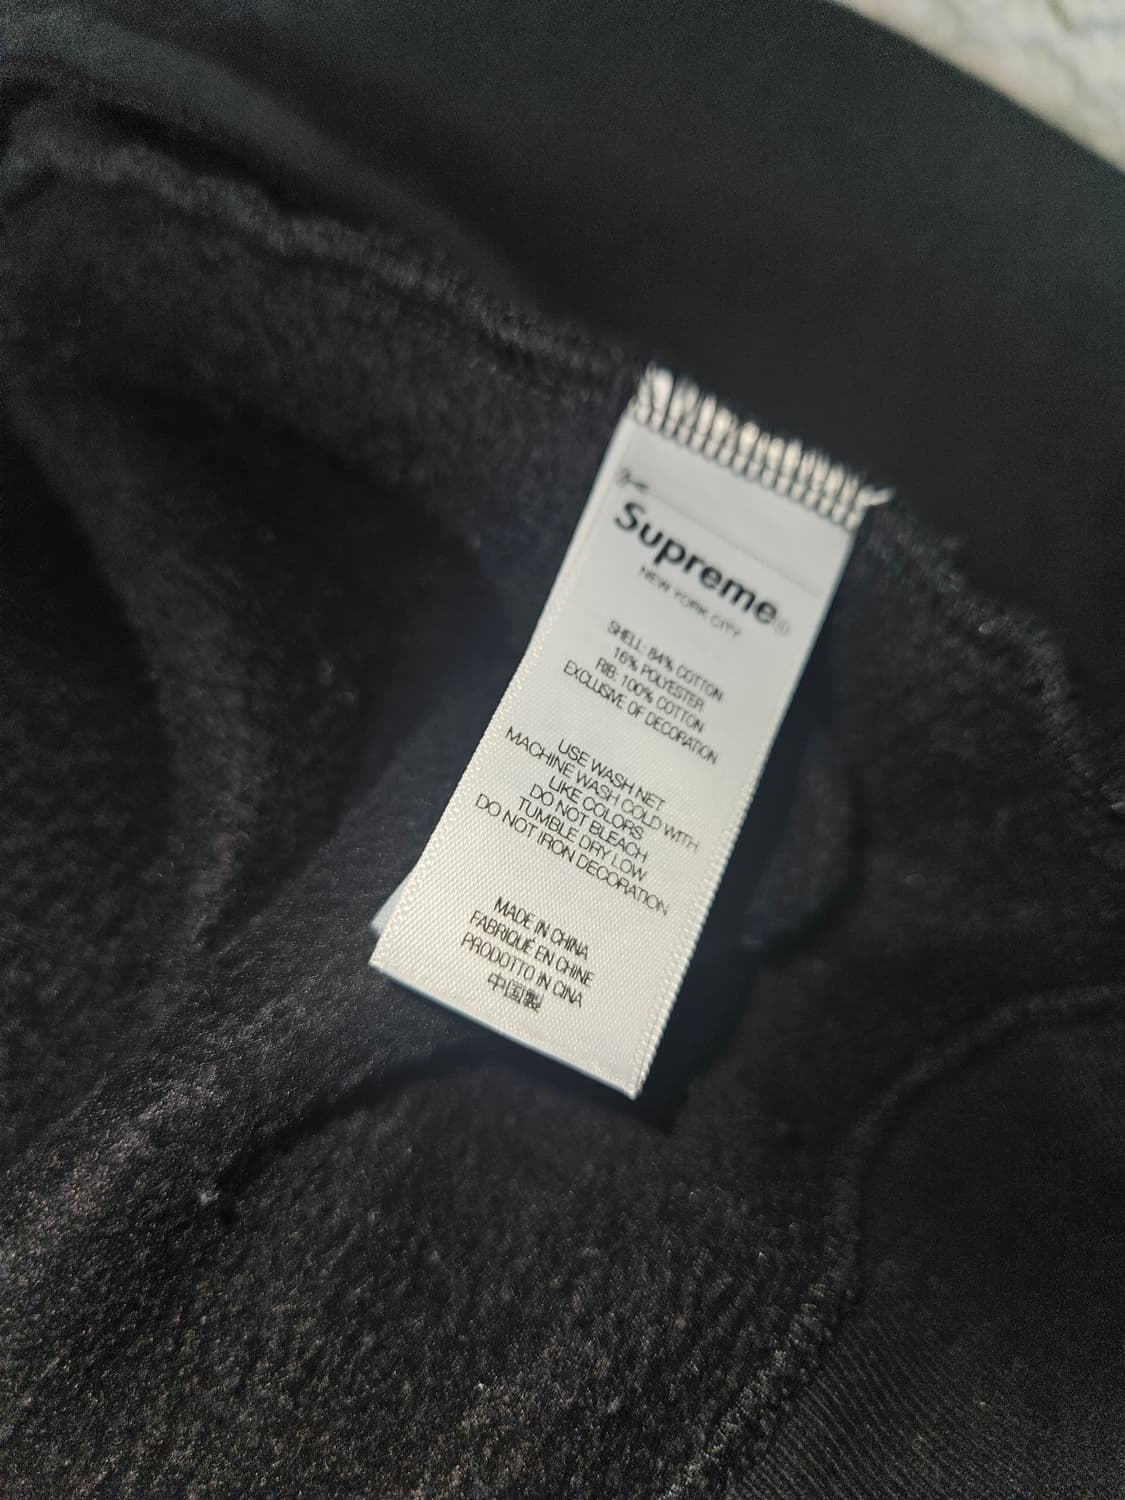 Supreme®
NEW YORK CITY
SHELL: 84% COTTON
16% POLYESTER
RIB: 100% COTTON
EXCLUSIVE OF DECORATION
USE WASH NET
MACHINE WASH COLD WITH
LIKE COLORS
DO NOT BLEACH
TUMBLE DRY LOW
DO NOT IRON DECORATION
MADE IN CHINA
FABRIQUÉ EN CHINE
PRODOTTO IN CINA
中国製